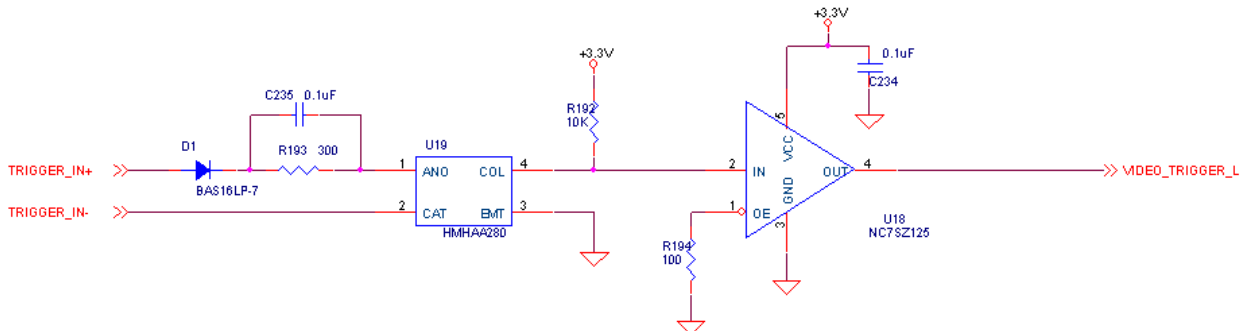 +3.3V
0.1uF
C234
+3.3V
C235 0.1uF
R192
10K
D1
R193 300
U19
5
VCC
TRIGGER_IN+
BAS16LP-7
1 ANO COL 4
2 IN
OUT 4
VIDEO_TRIGGER_L
TRIGGER_IN-
2 CAT EMT 3
1 OE
GND
3
HMHAA280
U18
NC7SZ125
R194
100